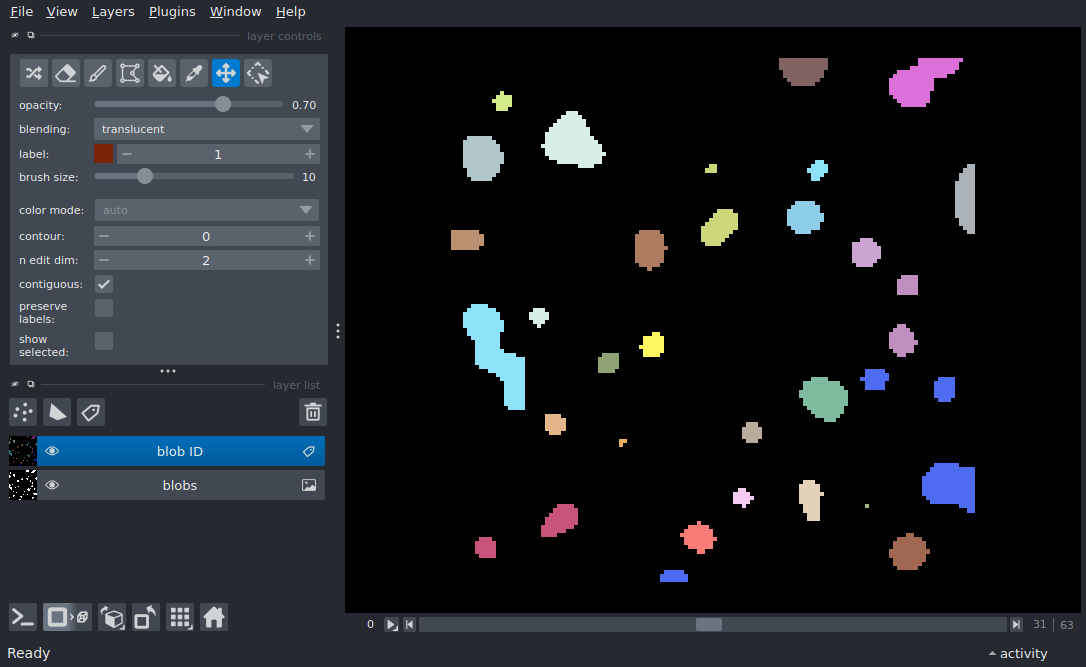 File View Layers Plugins Window Help
layer controls
opacity: 0.70
blending: translucent
label: 1
brush size: 10
color mode: auto
contour: 0
n edit dim: 2
contiguous:
preserve
labels:
show
selected:
layer list
blob ID
blobs
0 31 | 63
Ready activity